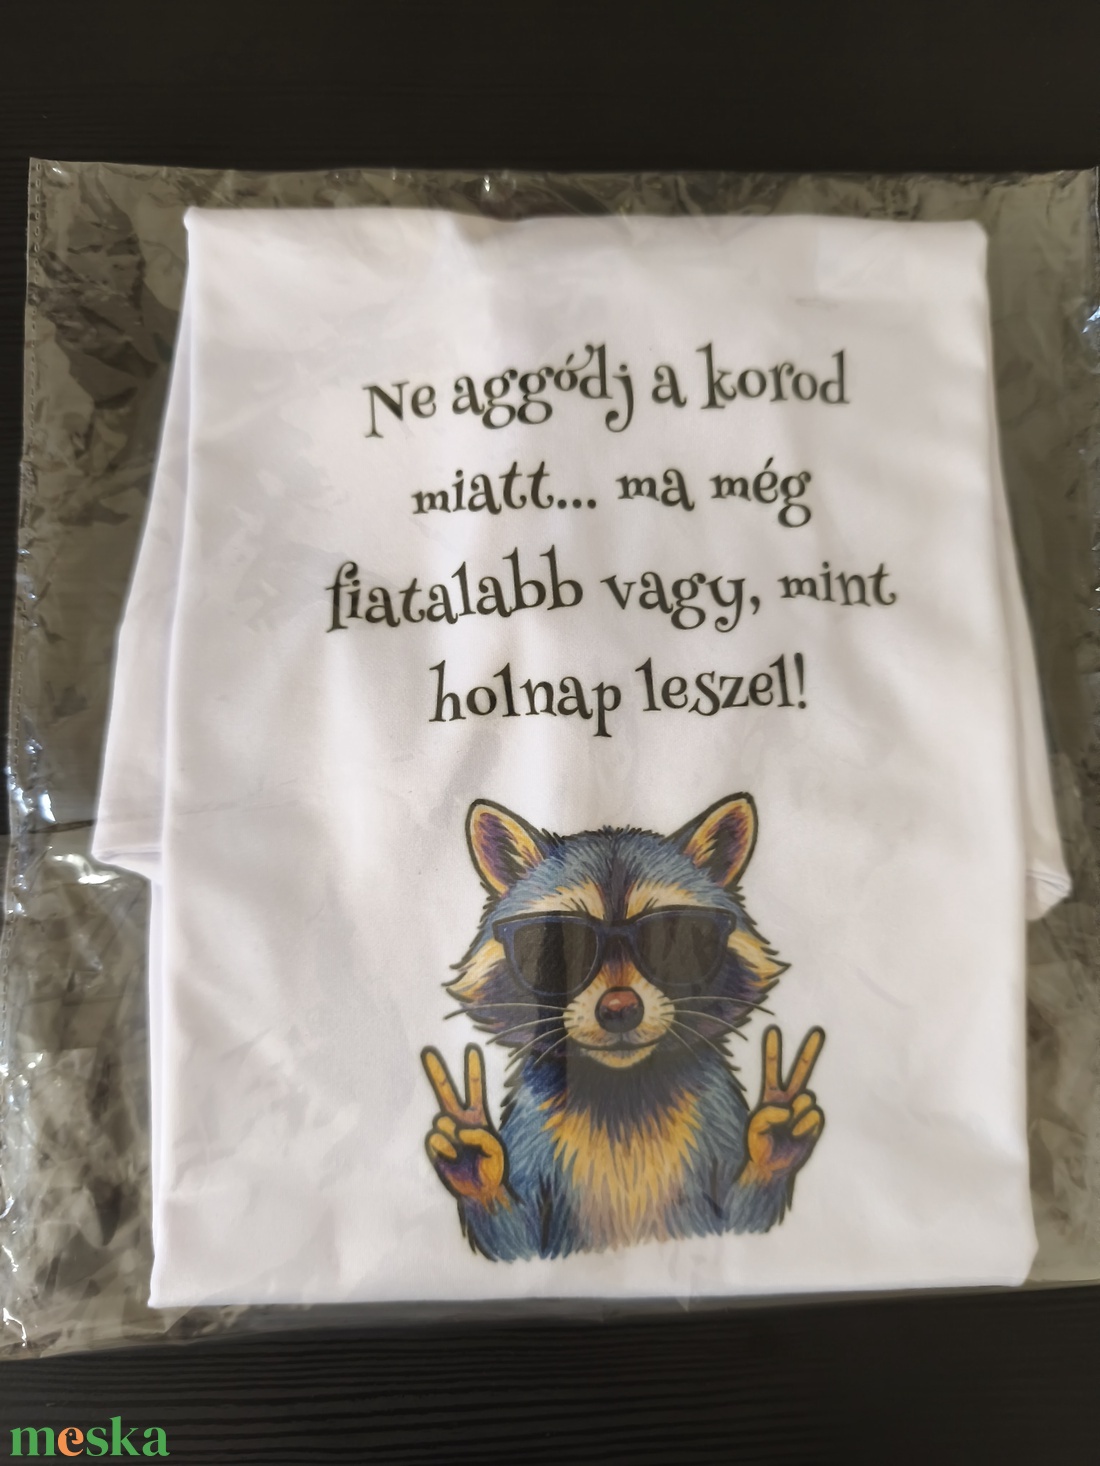 Ne aggódj a korod
miatt... ma még
fiatalabb vagy, mint
holnap leszel!
meska